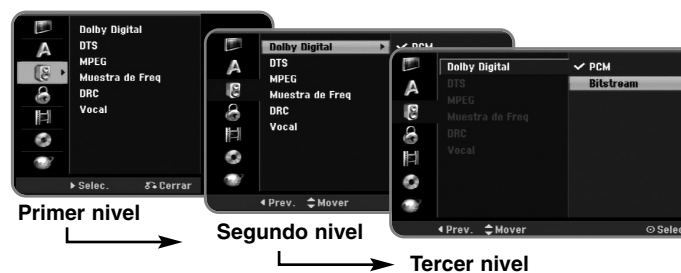 Dolby Digital
DTS
MPEG
Muestra de Freq
DRC
Vocal
Selec.
Cerrar
Primer nivel
Dolby Digital
PCM
DTS
MPEG
Muestra de Freq
DRC
Vocal
Prev. Mover
Segundo nivel
Dolby Digital
PCM
DTS
Bitstream
MPEG
Muestra de Freq
DRC
Vocal
Prev. Mover
Tercer nivel